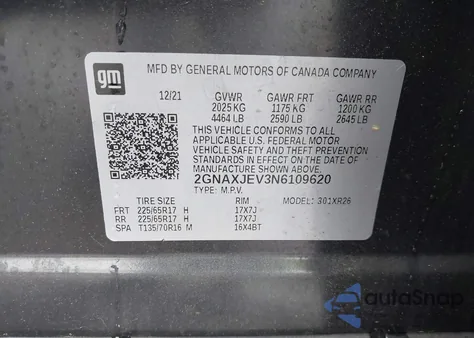 gm
MFD BY GENERAL MOTORS OF CANADA COMPANY
12/21 GVWR GAWR FRT GAWR RR
2025 KG 1175 KG 1200 KG
4464 LB 2590 LB 2645 LB
THIS VEHICLE CONFORMS TO ALL
APPLICABLE U.S. FEDERAL MOTOR
VEHICLE SAFETY, BUMPER, AND THEFT
PREVENTION STANDARDS IN EFFECT ON
THE DATE OF MANUFACTURE SHOWN ABOVE.
2GNAXJEV3N6109620
TYPE: M.P.V. MODEL: 301XR26
TIRE SIZE RIM
FRT 225/65R17 H 17X7J
RR 225/65R17 H 17X7J
SPA T135/70R16 M 16X4BT
autoSnap